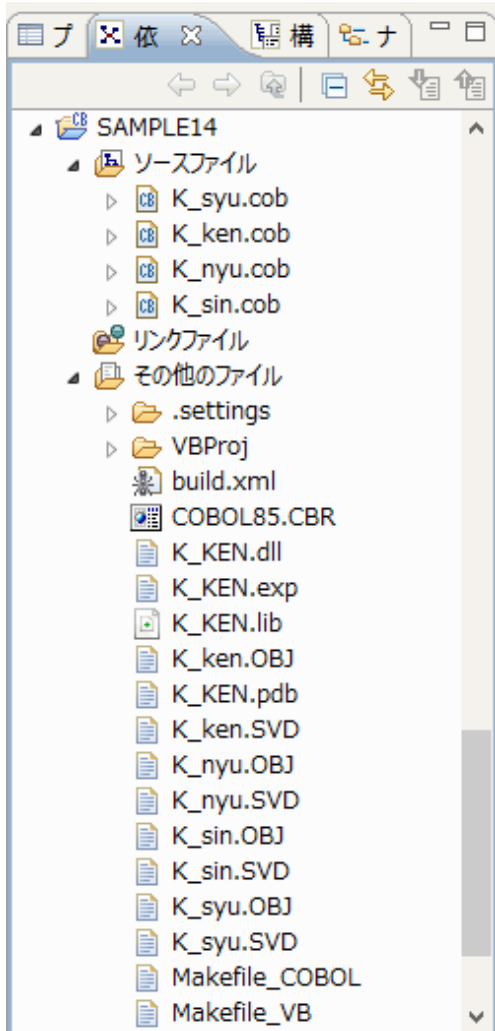 プ 依 構 ナ
SAMPLE14
ソースファイル
K_syu.cob
K_ken.cob
K_nyu.cob
K_sin.cob
リンクファイル
その他のファイル
.settings
VBProj
build.xml
COBOL85.CBR
K_KEN.dll
K_KEN.exp
K_KEN.lib
K_ken.OBJ
K_KEN.pdb
K_ken.SVD
K_nyu.OBJ
K_nyu.SVD
K_sin.OBJ
K_sin.SVD
K_syu.OBJ
K_syu.SVD
Makefile_COBOL
Makefile_VB